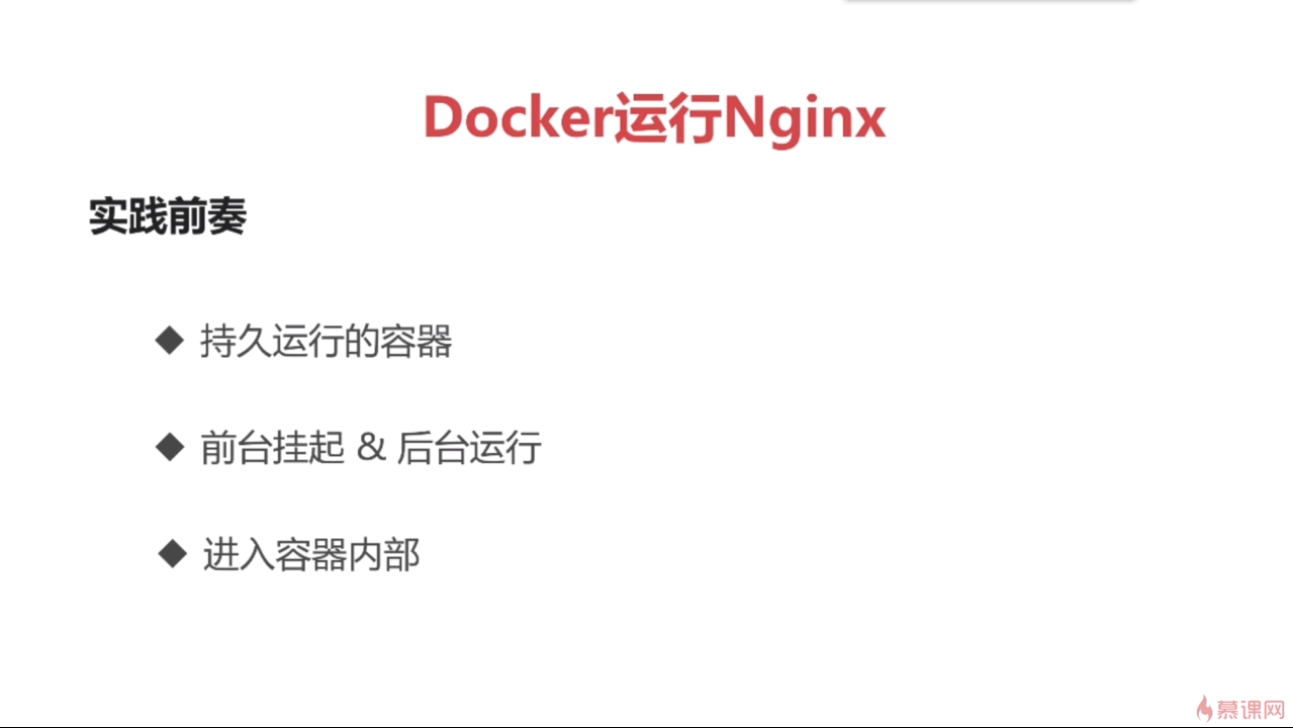 Docker运行Nginx
实践前奏
◆ 持久运行的容器
◆ 前台挂起 & 后台运行
◆ 进入容器内部
慕课网